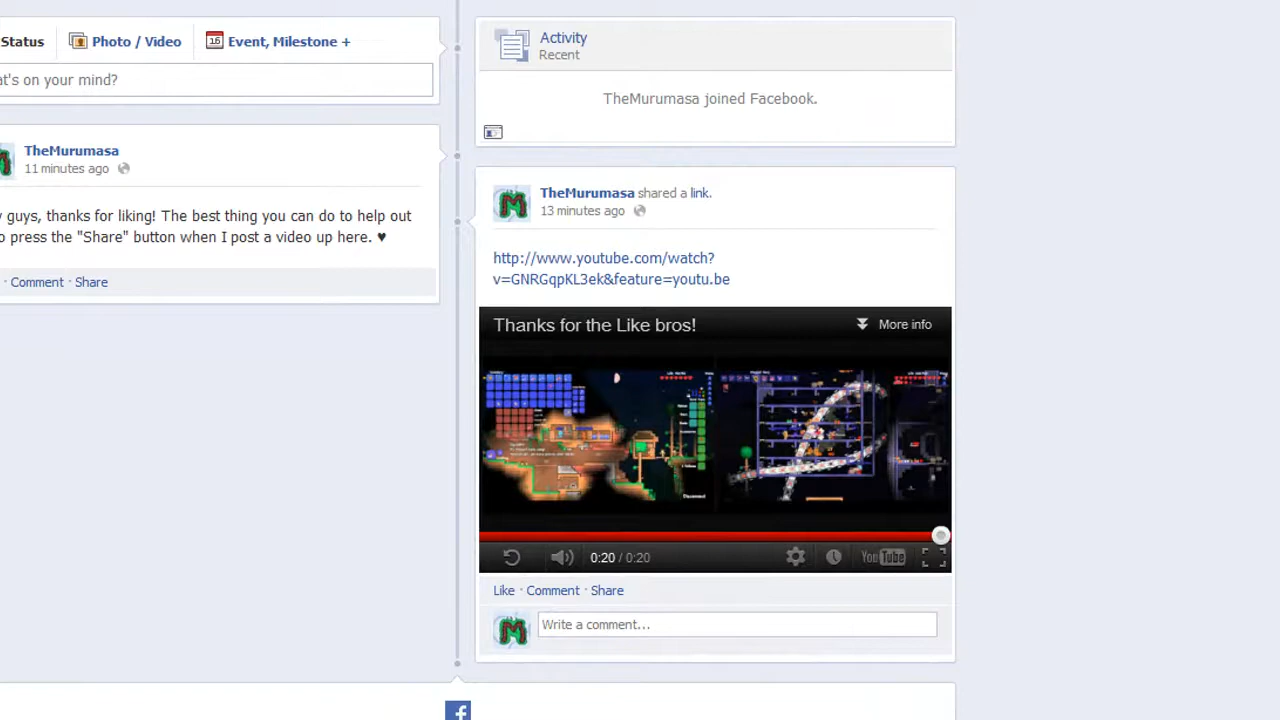 Status
Photo / Video
Event, Milestone +
at's on your mind?
TheMurumasa
11 minutes ago
guys, thanks for liking! The best thing you can do to help out
press the "Share" button when I post a video up here. ♥
· Comment · Share
Activity
Recent
TheMurumasa joined Facebook.
TheMurumasa shared a link.
13 minutes ago
http://www.youtube.com/watch?
v=GNRGqpKL3ek&feature=youtu.be
Thanks for the Like bros!
More info
0:20 / 0:20
YouTube
Like · Comment · Share
Write a comment...